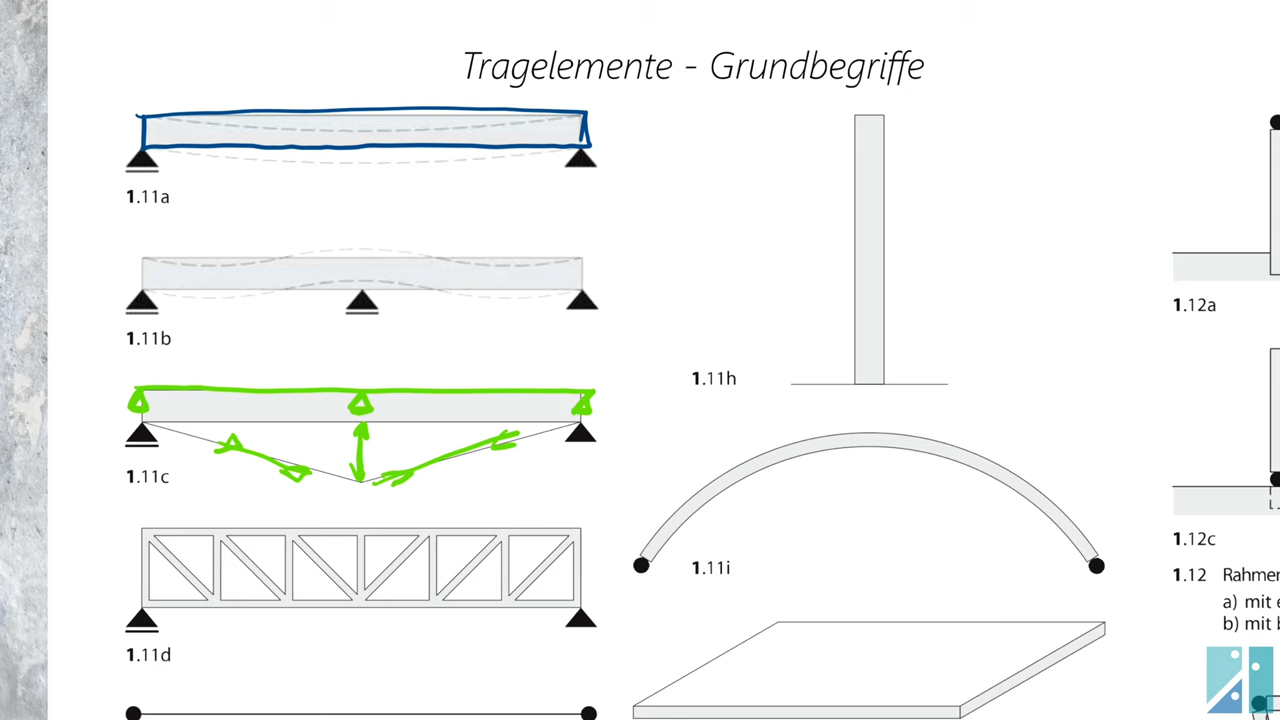 Tragelemente - Grundbegriffe
1.11a
1.11b
1.11c
1.11d
1.11h
1.11i
1.12a
1.12c
1.12 Rahmen
a) mit
b) mit